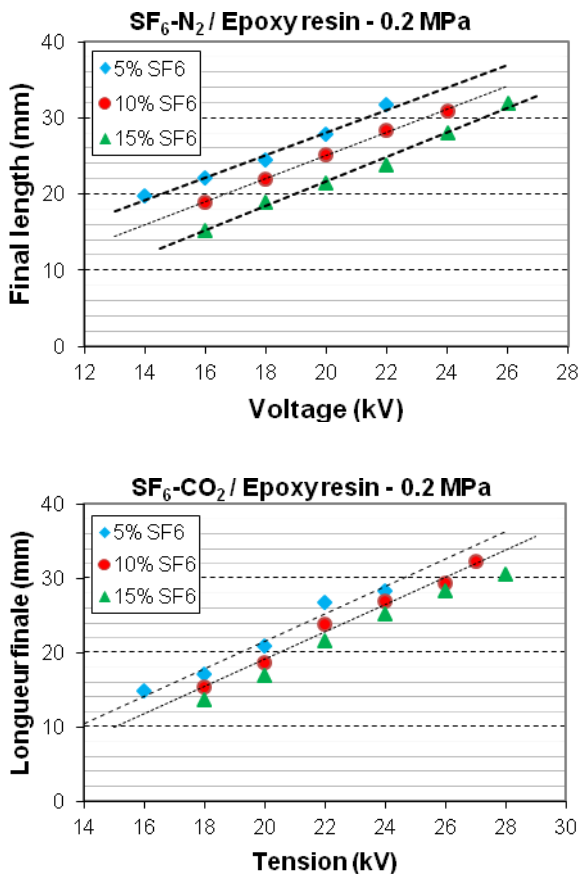 SF₆-N₂ / Epoxy resin - 0.2 MPa
40
30
20
10
0
5% SF6
10% SF6
15% SF6
Final length (mm)
12 14 16 18 20 22 24 26 28
Voltage (kV)
SF₆-CO₂ / Epoxy resin - 0.2 MPa
40
30
20
10
0
5% SF6
10% SF6
15% SF6
Longueur finale (mm)
14 16 18 20 22 24 26 28 30
Tension (kV)